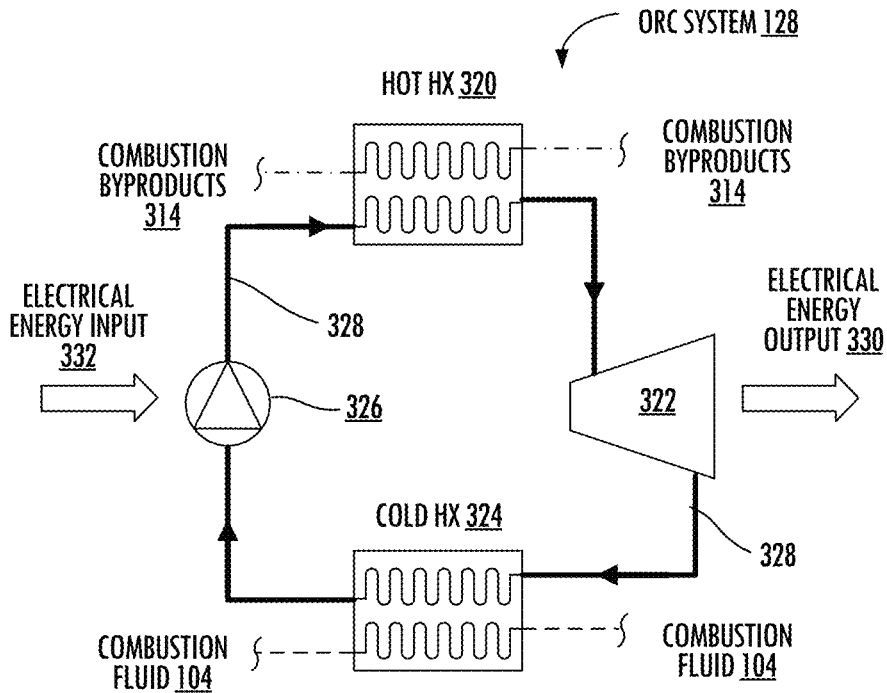 ORC SYSTEM 128
HOT HX 320
COMBUSTION
BYPRODUCTS
314
COMBUSTION
BYPRODUCTS
314
ELECTRICAL
ENERGY INPUT
332
328
ELECTRICAL
ENERGY
OUTPUT 330
326
322
COLD HX 324
328
COMBUSTION
FLUID 104
COMBUSTION
FLUID 104